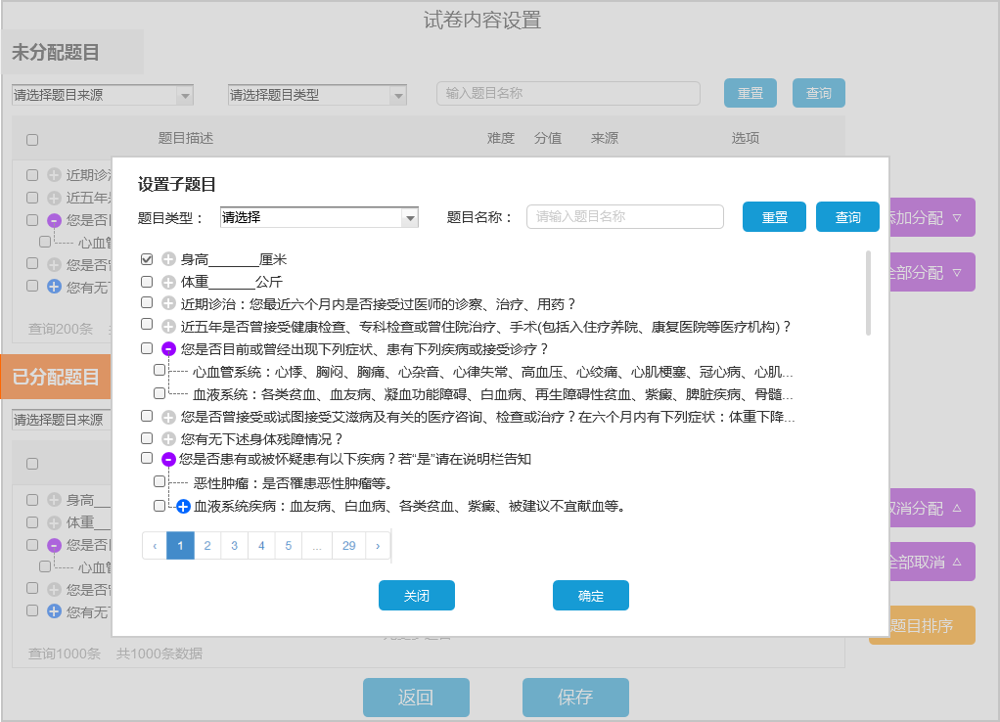 试卷内容设置
未分配题目
请选择题目来源 请选择题目类型 输入题目名称 重置 查询
题目描述 难度 分值 来源 选项
近期诊
近五年
您是否
心血管
您是否
您有无
查询200条
添加分配
全部分配
设置子题目
题目类型： 请选择 题目名称： 请输入题目名称 重置 查询
身高_______厘米
体重_______公斤
近期诊治：您最近六个月内是否接受过医师的诊察、治疗、用药？
近五年是否曾接受健康检查、专科检查或曾住院治疗、手术(包括入住疗养院、康复医院等医疗机构)？
您是否目前或曾经出现下列症状、患有下列疾病或接受诊疗？
心血管系统：心悸、胸闷、胸痛、心杂音、心律失常、高血压、心绞痛、心肌梗塞、冠心病、心肌...
血液系统：各类贫血、血友病、凝血功能障碍、白血病、再生障碍性贫血、紫癜、脾脏疾病、骨髓...
您是否曾接受或试图接受艾滋病及有关的医疗咨询、检查或治疗？在六个月内有下列症状：体重下降...
您有无下述身体残障情况？
您是否患有或被怀疑患有以下疾病？若“是”请在说明栏告知
恶性肿瘤：是否罹患恶性肿瘤等。
血液系统疾病：血友病、白血病、各类贫血、紫癜、被建议不宜献血等。
‹ 1 2 3 4 5 ... 29 ›
关闭 确定
已分配题目
请选择题目来源
身高__
体重__
您是否
心血管
您是否
您有无
取消分配
全部取消
题目排序
查询1000条 共1000条数据
返回 保存